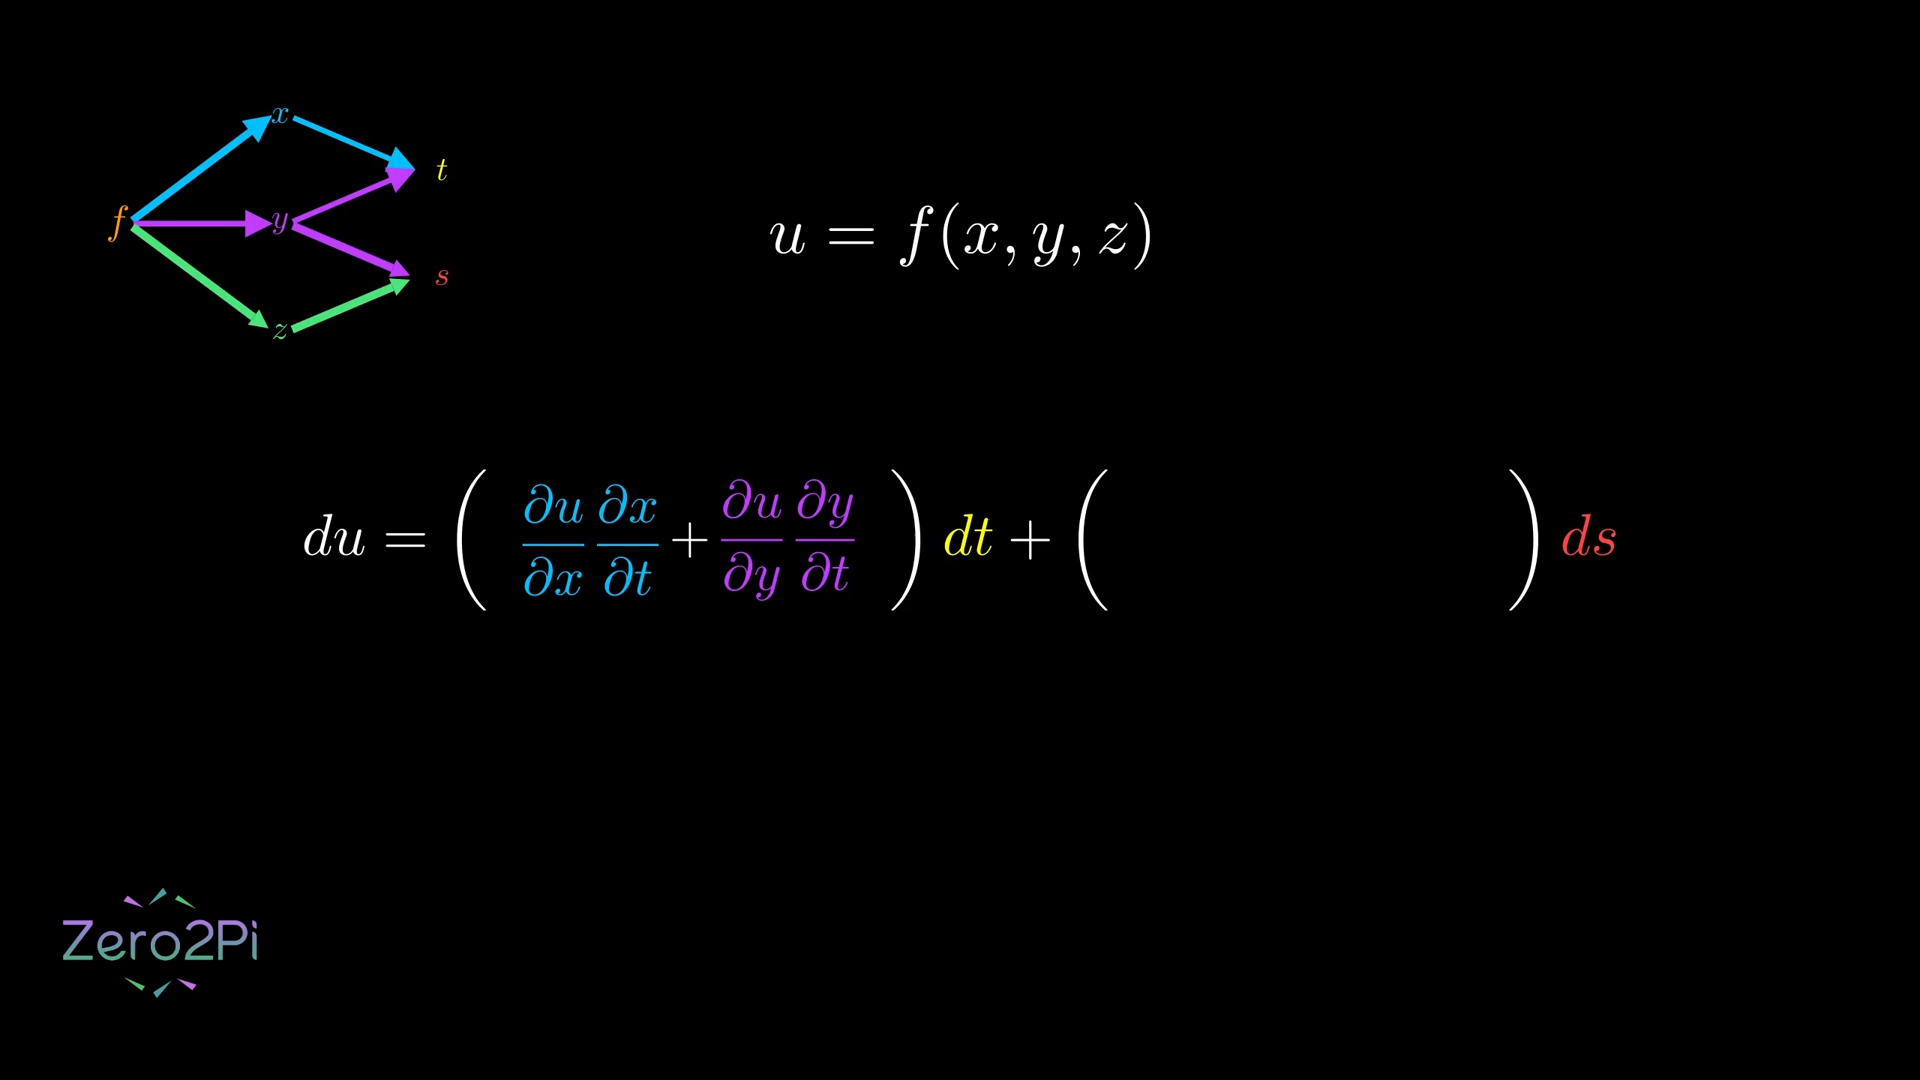 x
t
f y
s
z
u = f(x, y, z)
du = ( ∂u/∂x ∂x/∂t + ∂u/∂y ∂y/∂t ) dt + ( ) ds
Zero2Pi